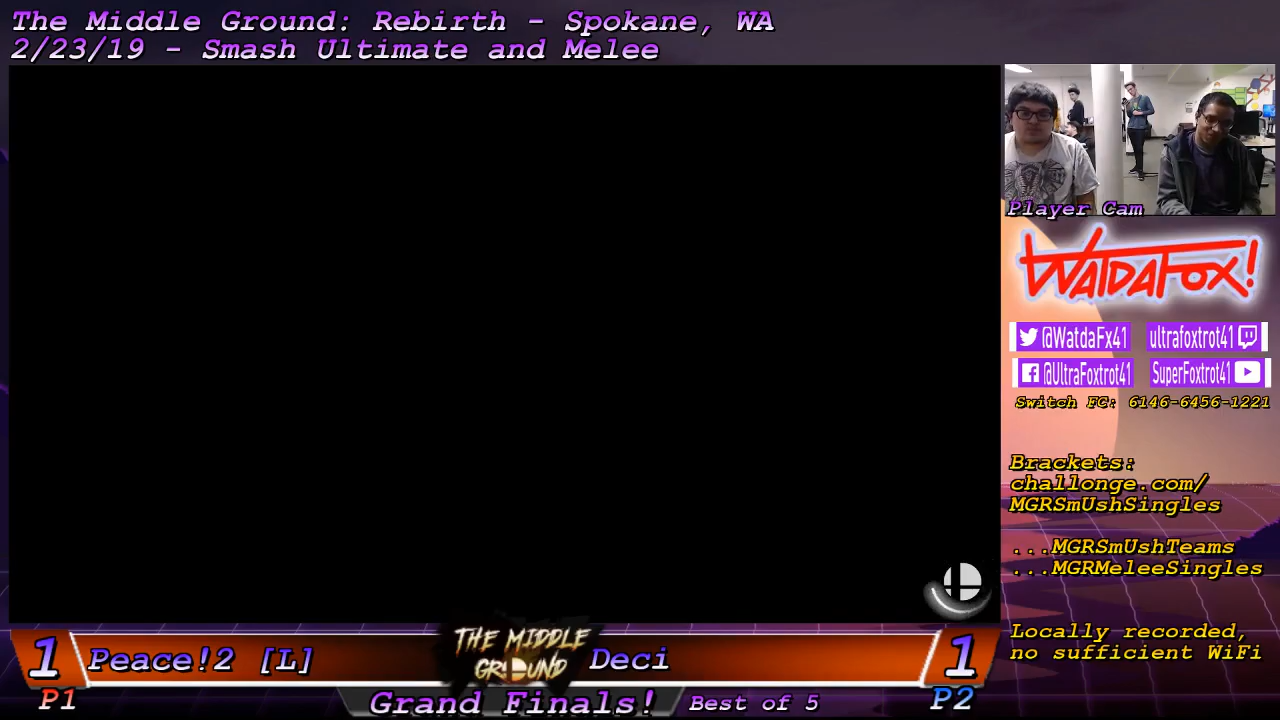 The Middle Ground: Rebirth - Spokane, WA
2/23/19 - Smash Ultimate and Melee
Player Cam
WATDAFOX!
@WatdaFx41
ultrafoxtrot41
@UltraFoxtrot41
SuperFoxtrot41
Switch FC: 6146-6456-1221
Brackets:
challonge.com/
MGRSmUshSingles
...MGRSmUshTeams
...MGRMeleeSingles
Locally recorded,
no sufficient WiFi
1
Peace!2 [L]
THE MIDDLE
GROUND
Deci
1
P1
Grand Finals!
Best of 5
P2